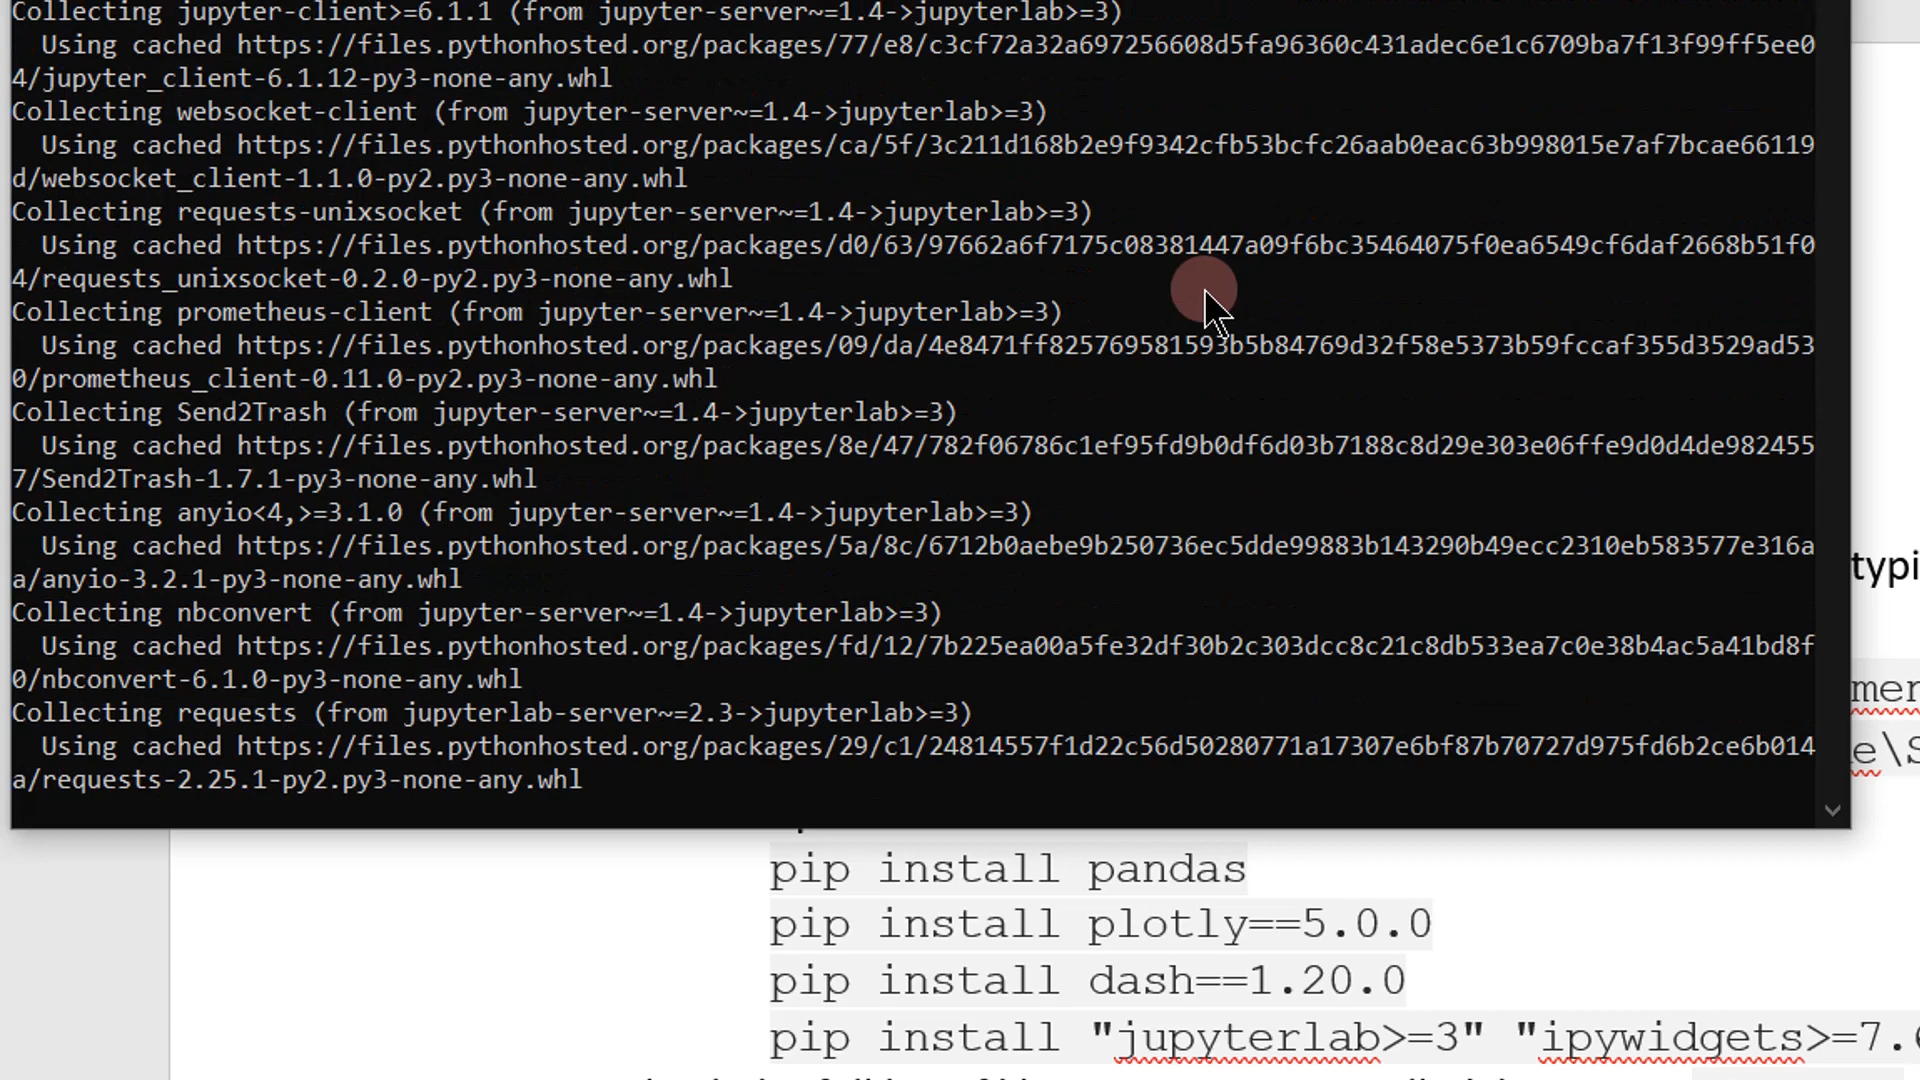 Collecting jupyter-client>=6.1.1 (from jupyter-server~=1.4->jupyterlab>=3)
  Using cached https://files.pythonhosted.org/packages/77/e8/c3cf72a32a697256608d5fa96360c431adec6e1c6709ba7f13f99ff5ee0
4/jupyter_client-6.1.12-py3-none-any.whl
Collecting websocket-client (from jupyter-server~=1.4->jupyterlab>=3)
  Using cached https://files.pythonhosted.org/packages/ca/5f/3c211d168b2e9f9342cfb53bcfc26aab0eac63b998015e7af7bcae66119
d/websocket_client-1.1.0-py2.py3-none-any.whl
Collecting requests-unixsocket (from jupyter-server~=1.4->jupyterlab>=3)
  Using cached https://files.pythonhosted.org/packages/d0/63/97662a6f7175c08381447a09f6bc35464075f0ea6549cf6daf2668b51f0
4/requests_unixsocket-0.2.0-py2.py3-none-any.whl
Collecting prometheus-client (from jupyter-server~=1.4->jupyterlab>=3)
  Using cached https://files.pythonhosted.org/packages/09/da/4e8471ff825769581593b5b84769d32f58e5373b59fccaf355d3529ad53
0/prometheus_client-0.11.0-py2.py3-none-any.whl
Collecting Send2Trash (from jupyter-server~=1.4->jupyterlab>=3)
  Using cached https://files.pythonhosted.org/packages/8e/47/782f06786c1ef95fd9b0df6d03b7188c8d29e303e06ffe9d0d4de982455
7/Send2Trash-1.7.1-py3-none-any.whl
Collecting anyio<4,>=3.1.0 (from jupyter-server~=1.4->jupyterlab>=3)
  Using cached https://files.pythonhosted.org/packages/5a/8c/6712b0aebe9b250736ec5dde99883b143290b49ecc2310eb583577e316a
a/anyio-3.2.1-py3-none-any.whl
Collecting nbconvert (from jupyter-server~=1.4->jupyterlab>=3)
  Using cached https://files.pythonhosted.org/packages/fd/12/7b225ea00a5fe32df30b2c303dcc8c21c8db533ea7c0e38b4ac5a41bd8f
0/nbconvert-6.1.0-py3-none-any.whl
Collecting requests (from jupyterlab-server~=2.3->jupyterlab>=3)
  Using cached https://files.pythonhosted.org/packages/29/c1/24814557f1d22c56d50280771a17307e6bf87b70727d975fd6b2ce6b014
a/requests-2.25.1-py2.py3-none-any.whl
typi
mer
e\S
pip install pandas
pip install plotly==5.0.0
pip install dash==1.20.0
pip install "jupyterlab>=3" "ipywidgets>=7.6